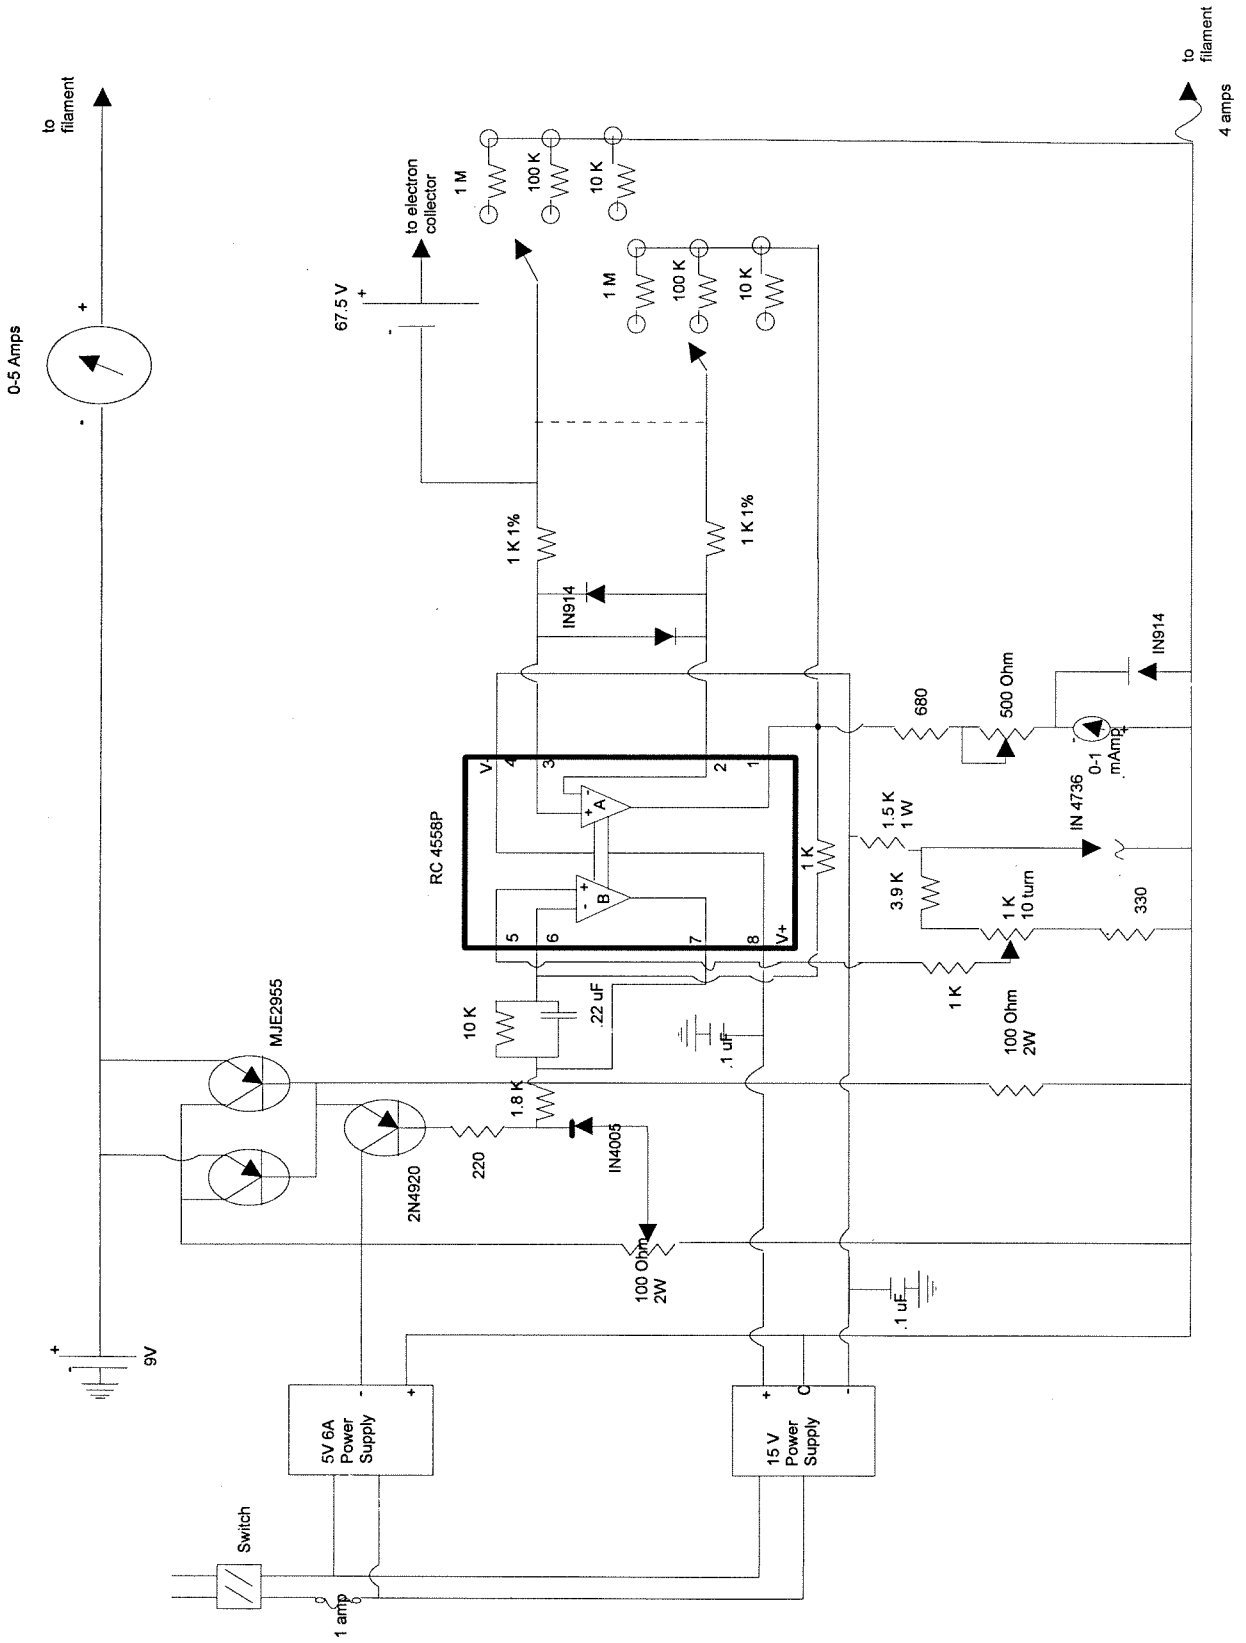 0-5 Amps
-
+
to
filament
+
-
9V
5V 6A
Power
Supply
-
+
Switch
1 amp
15 V
Power
Supply
+
C
-
MJE2955
2N4920
220
1.8 K
IN4005
100 Ohm
2W
10 K
.22 uF
.1 uF
.1 uF
RC 4558P
V-
4
3
2
1
5
6
7
8
V+
+
-
A
+
-
B
1 K 1%
1 K 1%
IN914
67.5 V
+
-
to electron
collector
1 M
100 K
10 K
1 M
100 K
10 K
1 K
1.5 K
1 W
3.9 K
1 K
10 turn
330
1 K
100 Ohm
2W
IN 4736
680
500 Ohm
0-1
mAmp
-
+
IN914
to
filament
4 amps